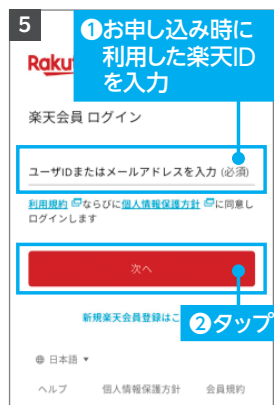 5
❶お申し込み時に
利用した楽天ID
を入力
Raku
楽天会員 ログイン
ユーザIDまたはメールアドレスを入力 (必須)
利用規約 ならびに個人情報保護方針 に同意し
ログインします
次へ
新規楽天会員登録はこ
❷タップ
日本語 ▼
ヘルプ 個人情報保護方針 会員規約